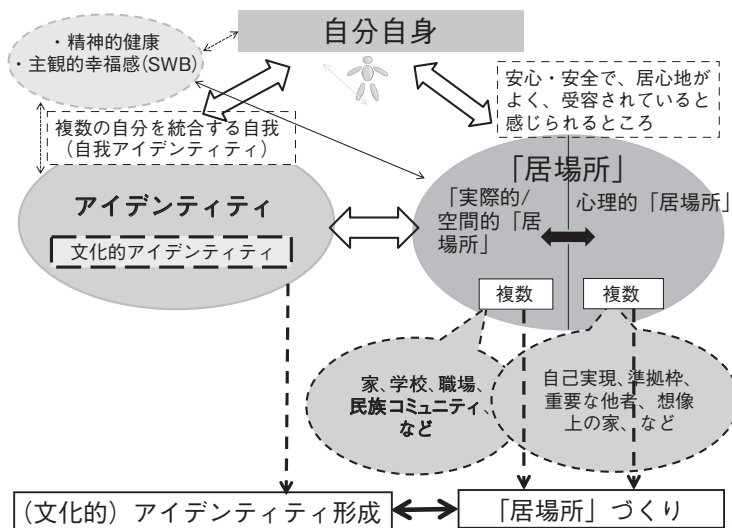 自分自身
・精神的健康
・主観的幸福感(SWB)
安心・安全で、居心地が
よく、受容されていると
感じられるところ
複数の自分を統合する自我
（自我アイデンティティ）
アイデンティティ
文化的アイデンティティ
「居場所」
「実際的/
空間的「居
場所」
心理的「居場所」
複数
複数
家、学校、職場、
民族コミュニティ、
など
自己実現、準拠枠、
重要な他者、想像
上の家、など
（文化的）アイデンティティ形成
「居場所」づくり